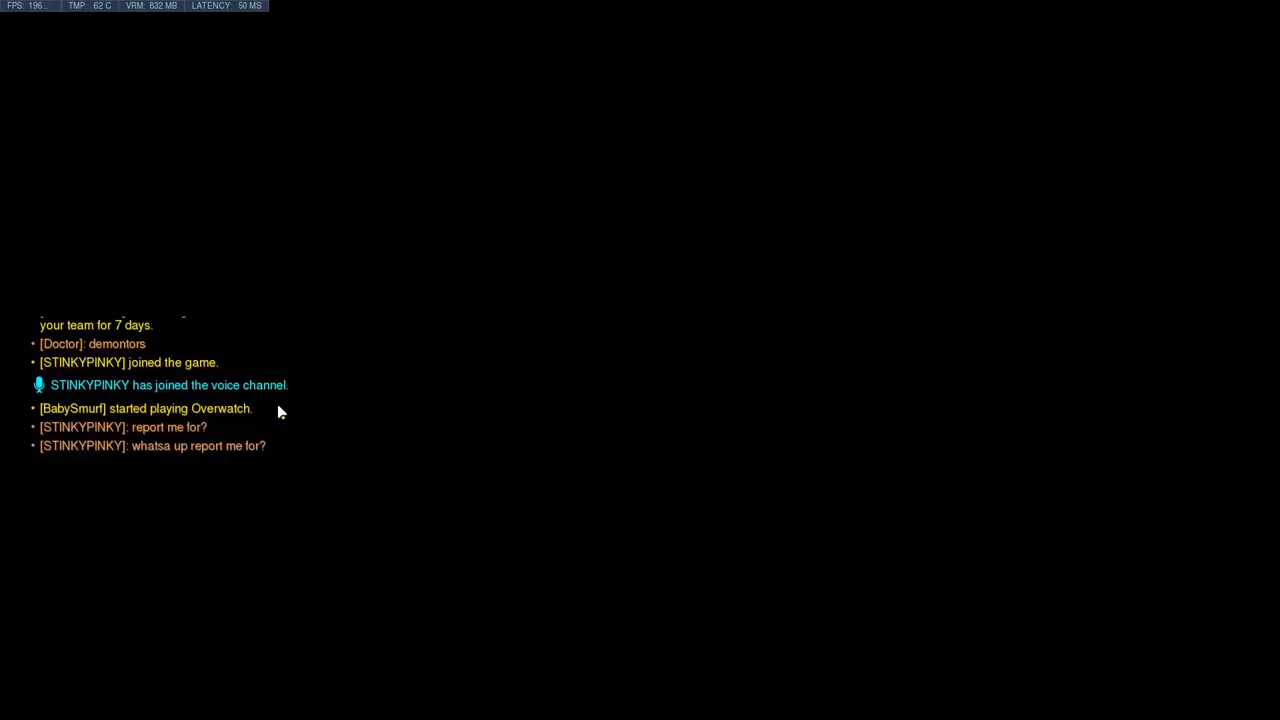 FPS: 196... TMP: 62 C VRM: 832 MB LATENCY: 50 MS
your team for 7 days.
• [Doctor]: demontors
• [STINKYPINKY] joined the game.
STINKYPINKY has joined the voice channel.
• [BabySmurf] started playing Overwatch.
• [STINKYPINKY]: report me for?
• [STINKYPINKY]: whatsa up report me for?